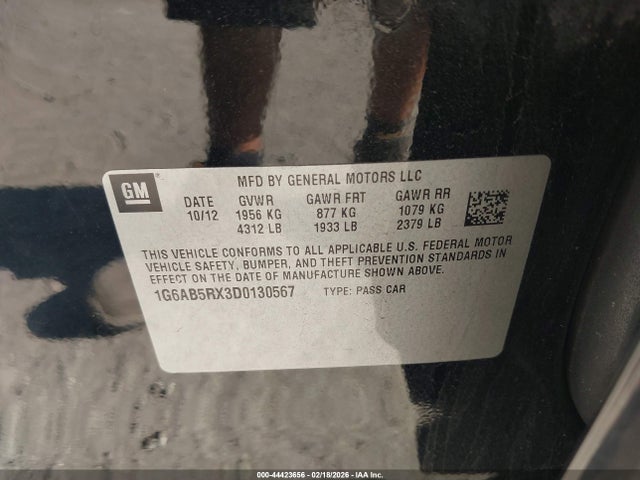 GM
MFD BY GENERAL MOTORS LLC
DATE GVWR GAWR FRT GAWR RR
10/12 1956 KG 877 KG 1079 KG
4312 LB 1933 LB 2379 LB
THIS VEHICLE CONFORMS TO ALL APPLICABLE U.S. FEDERAL MOTOR
VEHICLE SAFETY, BUMPER, AND THEFT PREVENTION STANDARDS IN
EFFECT ON THE DATE OF MANUFACTURE SHOWN ABOVE.
1G6AB5RX3D0130567 TYPE: PASS CAR
000-44423656 - 02/18/2026 - IAA Inc.